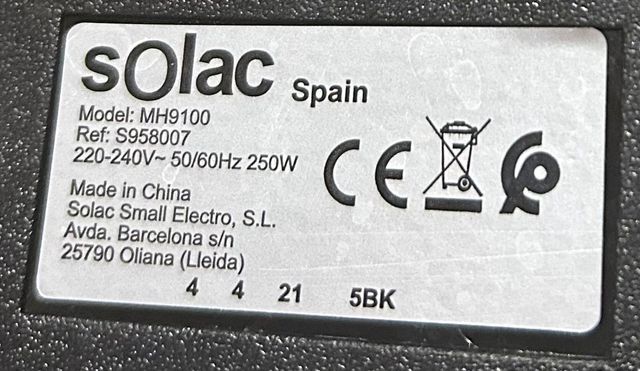 solac Spain
Model: MH9100
Ref: S958007
220-240V~ 50/60Hz 250W
Made in China
Solac Small Electro, S.L.
Avda. Barcelona s/n
25790 Oliana (Lleida)
4 4 21 5BK
CE